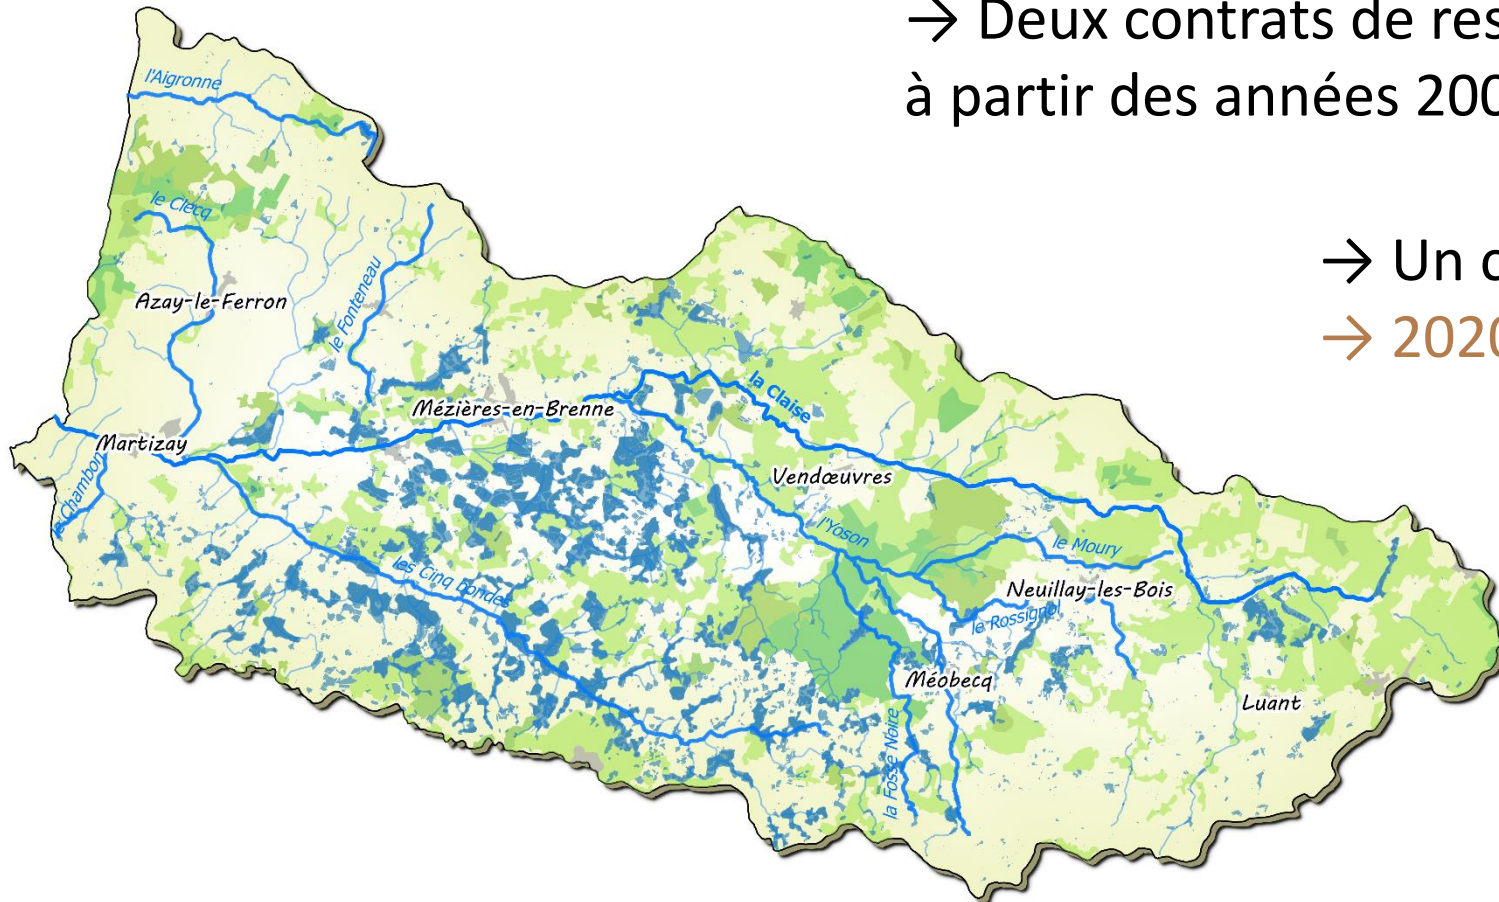 → Deux contrats de res
à partir des années 200
l'Aigronne
le Clecq
→ Un
→ 2020
Azay-le-Ferron
le Fonteneau
la Claise
Mézières-en-Brenne
Martizay
le Chambon
Vendœuvres
l'Yoson
le Moury
les Cinq Bondes
Neuillay-les-Bois
le Rossignol
Méobecq
Luant
la Fosse Noire